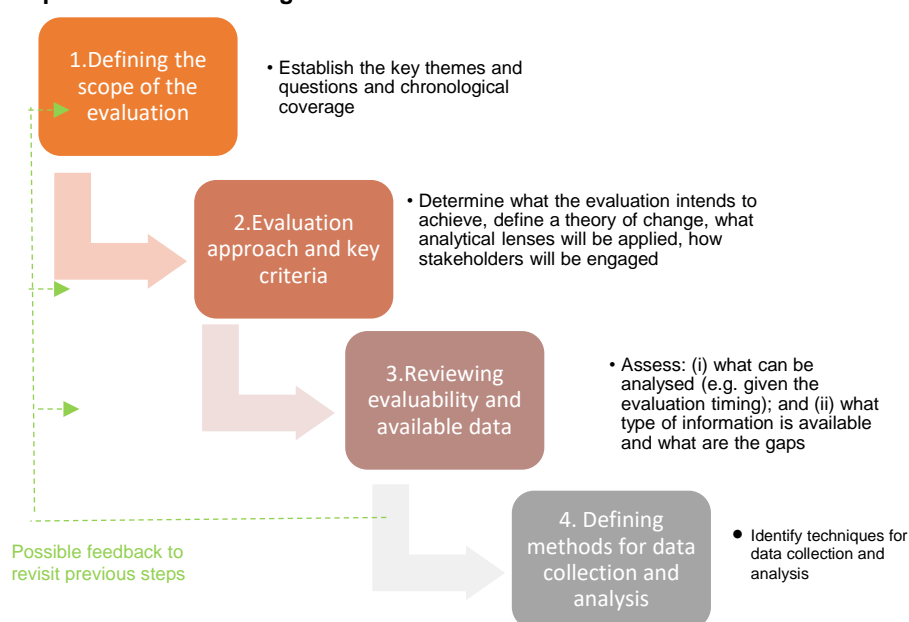 1.Defining the
scope of the
evaluation
• Establish the key themes and
questions and chronological
coverage
2.Evaluation
approach and key
criteria
• Determine what the evaluation intends to
achieve, define a theory of change, what
analytical lenses will be applied, how
stakeholders will be engaged
3.Reviewing
evaluability and
available data
• Assess: (i) what can be
analysed (e.g. given the
evaluation timing); and (ii) what
type of information is available
and what are the gaps
4. Defining
methods for data
collection and
analysis
• Identify techniques for
data collection and
analysis
Possible feedback to
revisit previous steps